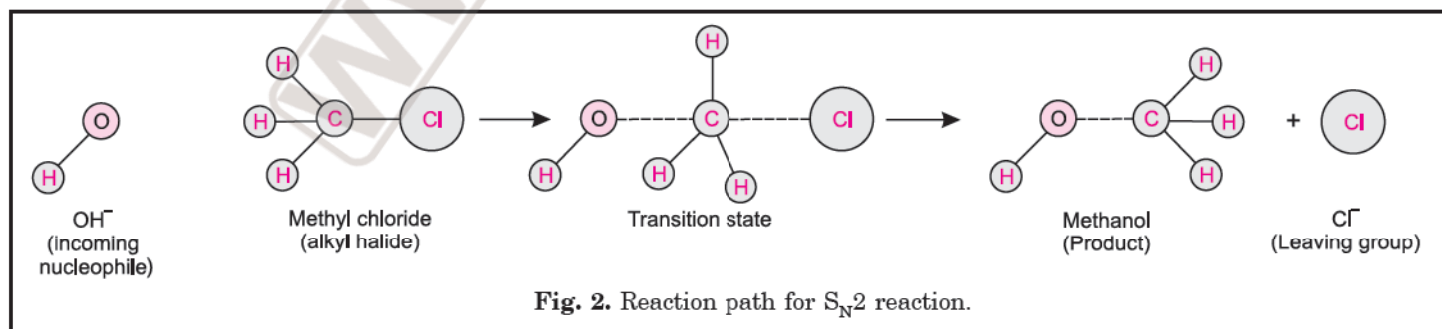 H
H O H C Cl H O C Cl H H H O C H H + Cl
H H H H
OH⁻
(incoming
nucleophile)
Methyl chloride
(alkyl halide)
Transition state
Methanol
(Product)
Cl⁻
(Leaving group)
Fig. 2. Reaction path for S_N2 reaction.